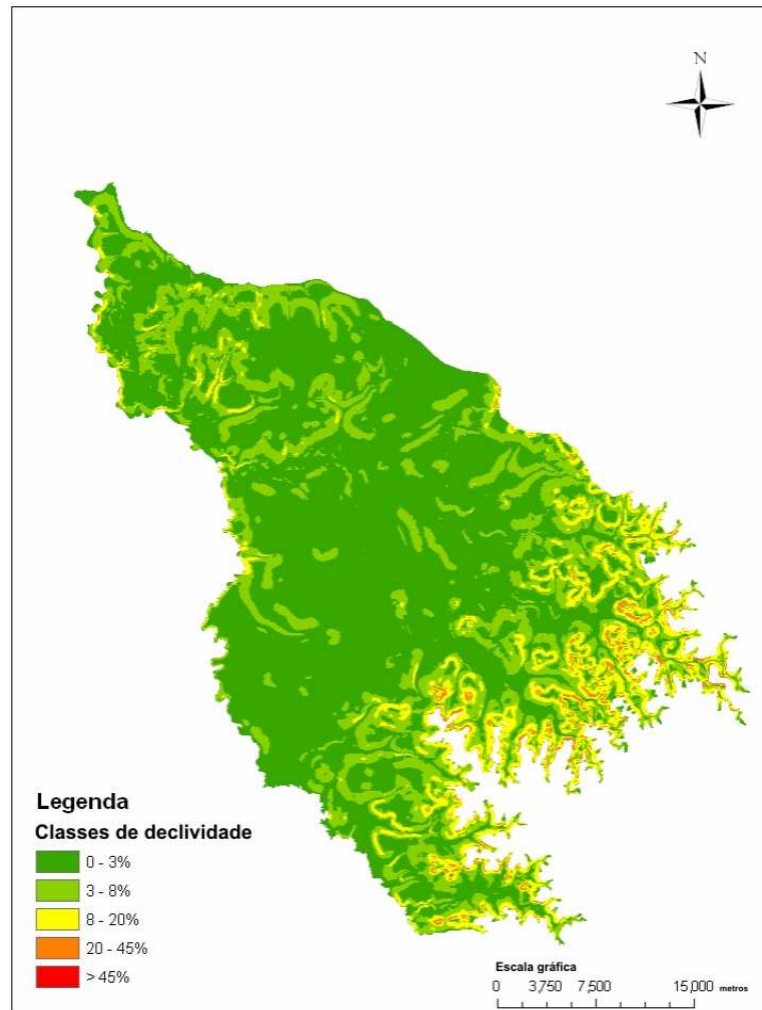 N
Legenda
Classes de declividade
0 - 3%
3 - 8%
8 - 20%
20 - 45%
> 45%
Escala gráfica
0 3,750 7,500 15,000 metros